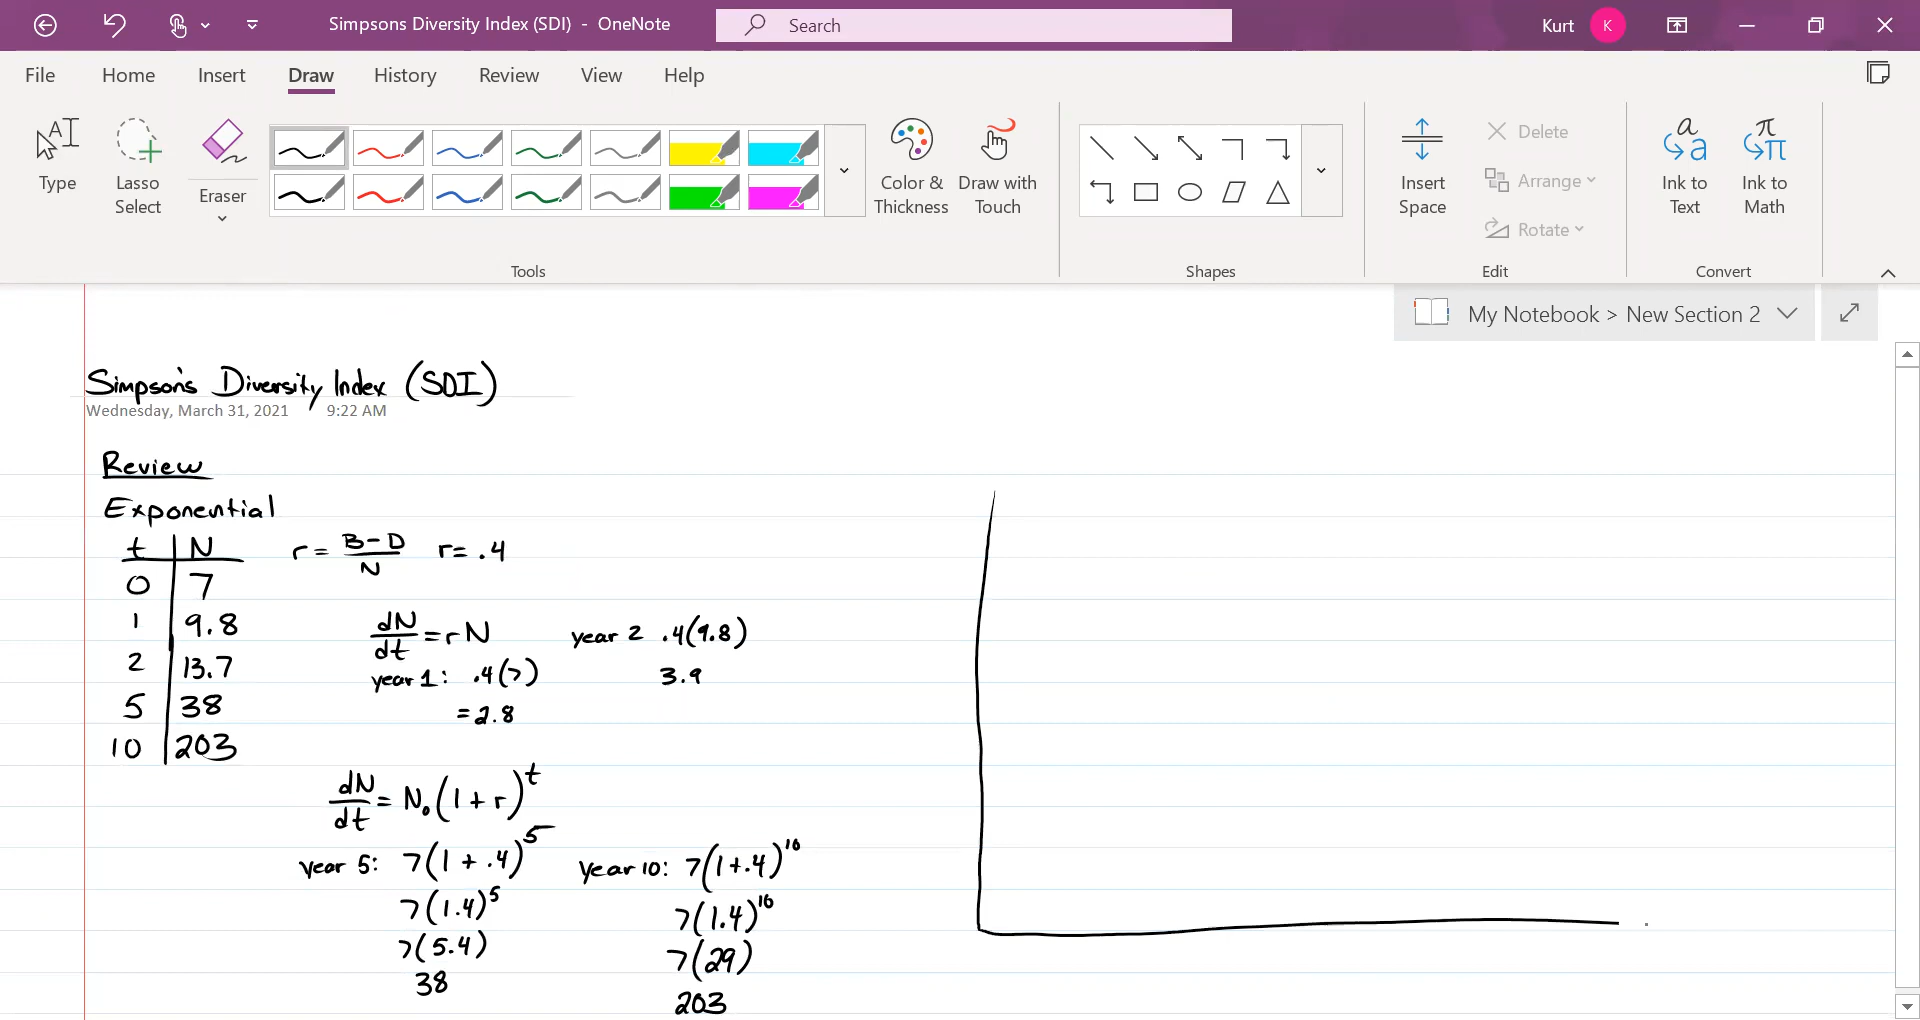 Simpsons Diversity Index (SDI) - OneNote
Search
Kurt K
File Home Insert Draw History Review View Help
Type
Lasso Select
Eraser
Color & Thickness
Draw with Touch
Insert Space
Delete
Arrange
Rotate
a
a
Ink to Text
π
π
Ink to Math
Tools Shapes Edit Convert
My Notebook > New Section 2
Simpson's Diversity Index (SDI)
Wednesday, March 31, 2021 9:22 AM
Review
Exponential
t N
0 7
1 9.8
2 13.7
5 38
10 203
r = B-D/N r= .4
dN/dt = rN
year 1: .4(7)
= 2.8
year 2 .4(9.8)
3.9
dN/dt = N₀(1+r)^t
year 5: 7(1+.4)^5
7(1.4)^5
7(5.4)
38
year 10: 7(1+.4)^10
7(1.4)^10
7(29)
203